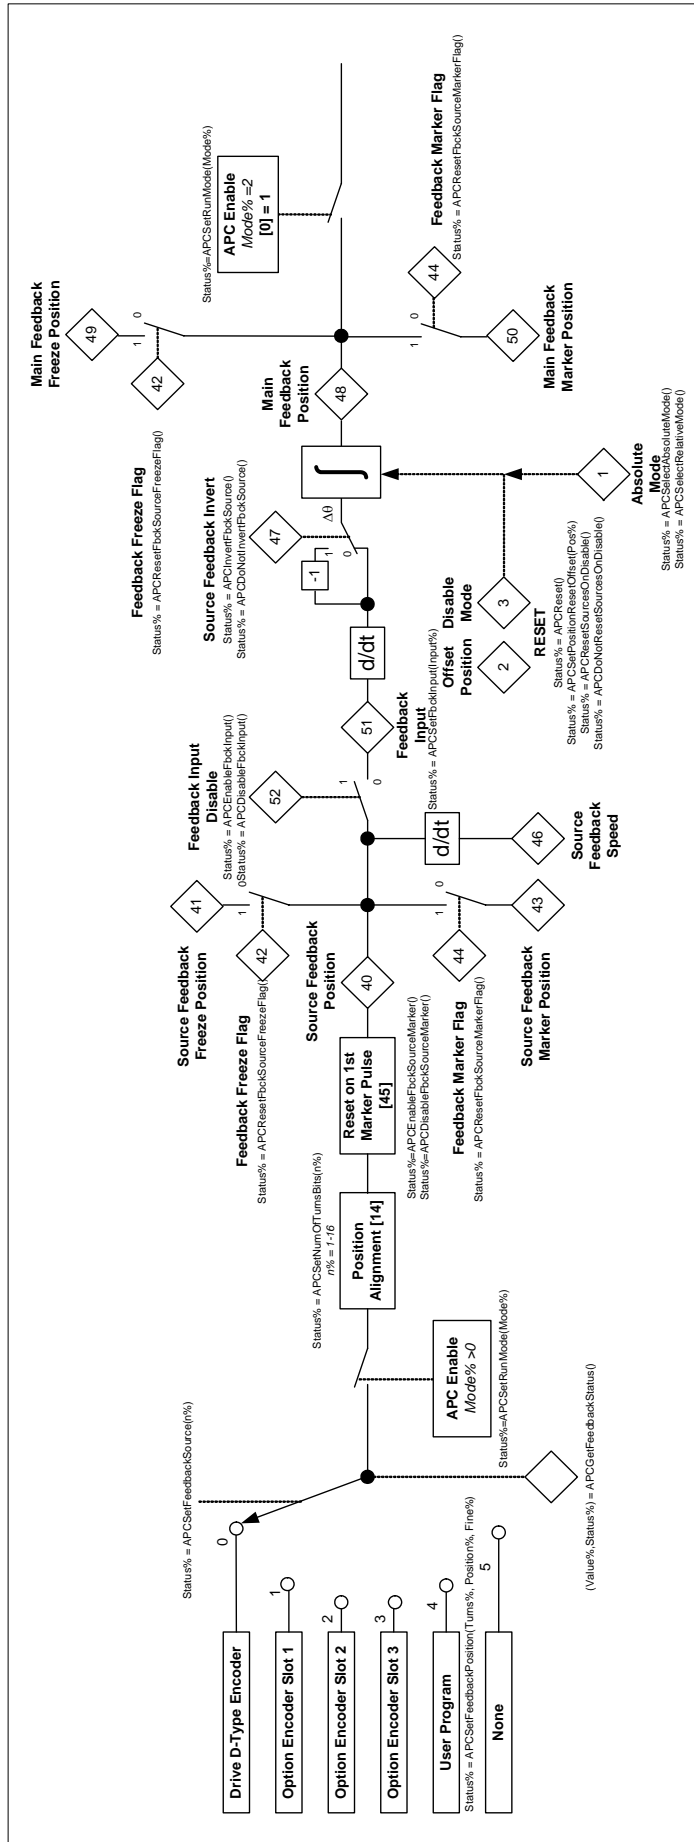 Drive D-Type Encoder
Option Encoder Slot 1
Option Encoder Slot 2
Option Encoder Slot 3
User Program
Status% = APCSetFeedbackPosition(Turns%, Position%, Fine%)
None
0
1
2
3
4
5
Status% = APCSetFeedbackSource(n%)
(Value%,Status%) = APCGetFeedbackStatus()
APC Enable
Mode% >0
Status%=APCSetRunMode(Mode%)
Status% = APCSetNumOfTurnsBits(n%)
n% = 1-16
Position
Alignment [14]
Reset on 1st
Marker Pulse
[45]
Status%=APCEnableFbckSourceMarker()
Status%=APCDisableFbckSourceMarker()
Source Feedback
Position
40
Source Feedback
Freeze Position
41
1
0
42
Feedback Freeze Flag
Status% = APCResetFbckSourceFreezeFlag()
1
0
44
Feedback Marker Flag
Status% = APCResetFbckSourceMarkerFlag()
43
Source Feedback
Marker Position
d/dt
46
Source
Feedback
Speed
Feedback Input
Disable
Status% = APCEnableFbckInput()
Status% = APCDisableFbckInput()
52
1
0
51
Feedback
Input
Status% = APCSetFbckInput(Input%)
d/dt
-1
1
0
Δθ
47
Source Feedback Invert
Status% = APCInvertFbckSource()
Status% = APCDoNotInvertFbckSource()
∫
Offset
Position
2
Disable
Mode
3
RESET
Status% = APCReset()
Status% = APCSetPositionResetOffset(Pos%)
Status% = APCResetSourcesOnDisable()
Status% = APCDoNotResetSourcesOnDisable()
1
Absolute
Mode
Status% = APCSelectAbsoluteMode()
Status% = APCSelectRelativeMode()
Main
Feedback
Position
48
Main Feedback
Freeze Position
49
1
0
42
Feedback Freeze Flag
Status% = APCResetFbckSourceFreezeFlag()
1
0
44
Feedback Marker Flag
Status% = APCResetFbckSourceMarkerFlag()
50
Main Feedback
Marker Position
Status%=APCSetRunMode(Mode%)
APC Enable
Mode% =2
[0] = 1